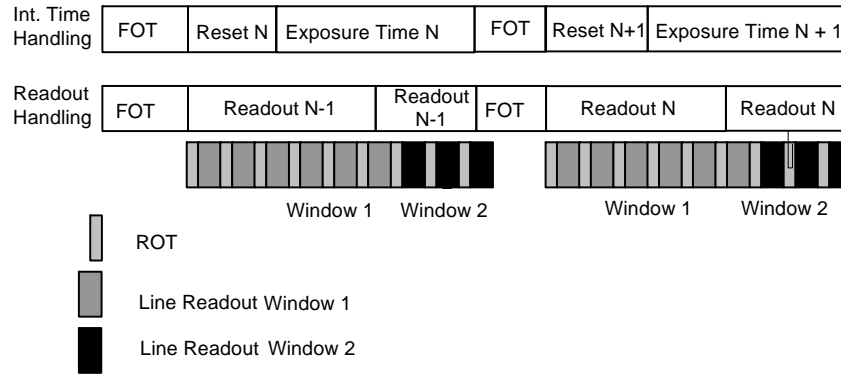 Int. Time
Handling
FOT
Reset N
Exposure Time N
FOT
Reset N+1
Exposure Time N + 1
Readout
Handling
FOT
Readout N-1
Readout
N-1
FOT
Readout N
Readout N
Window 1
Window 2
Window 1
Window 2
ROT
Line Readout Window 1
Line Readout Window 2